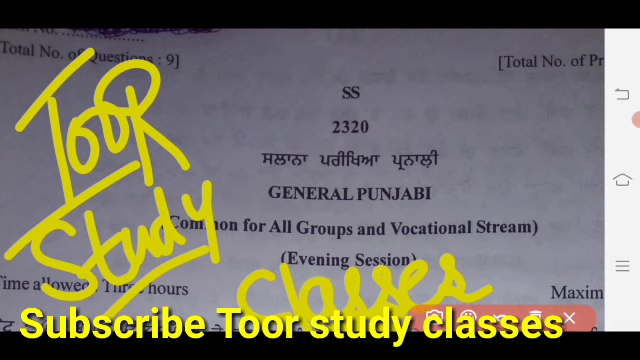 Total No. of Questions : 9]
[Total No. of Pr
SS
2320
ਸਲਾਨਾ ਪਰੀਖਿਆ ਪ੍ਰਨਾਲੀ
GENERAL PUNJABI
(Common for All Groups and Vocational Stream)
(Evening Session)
Time allowed : Three hours
Maxim
TOOR
Study
Classes
Subscribe Toor study classes